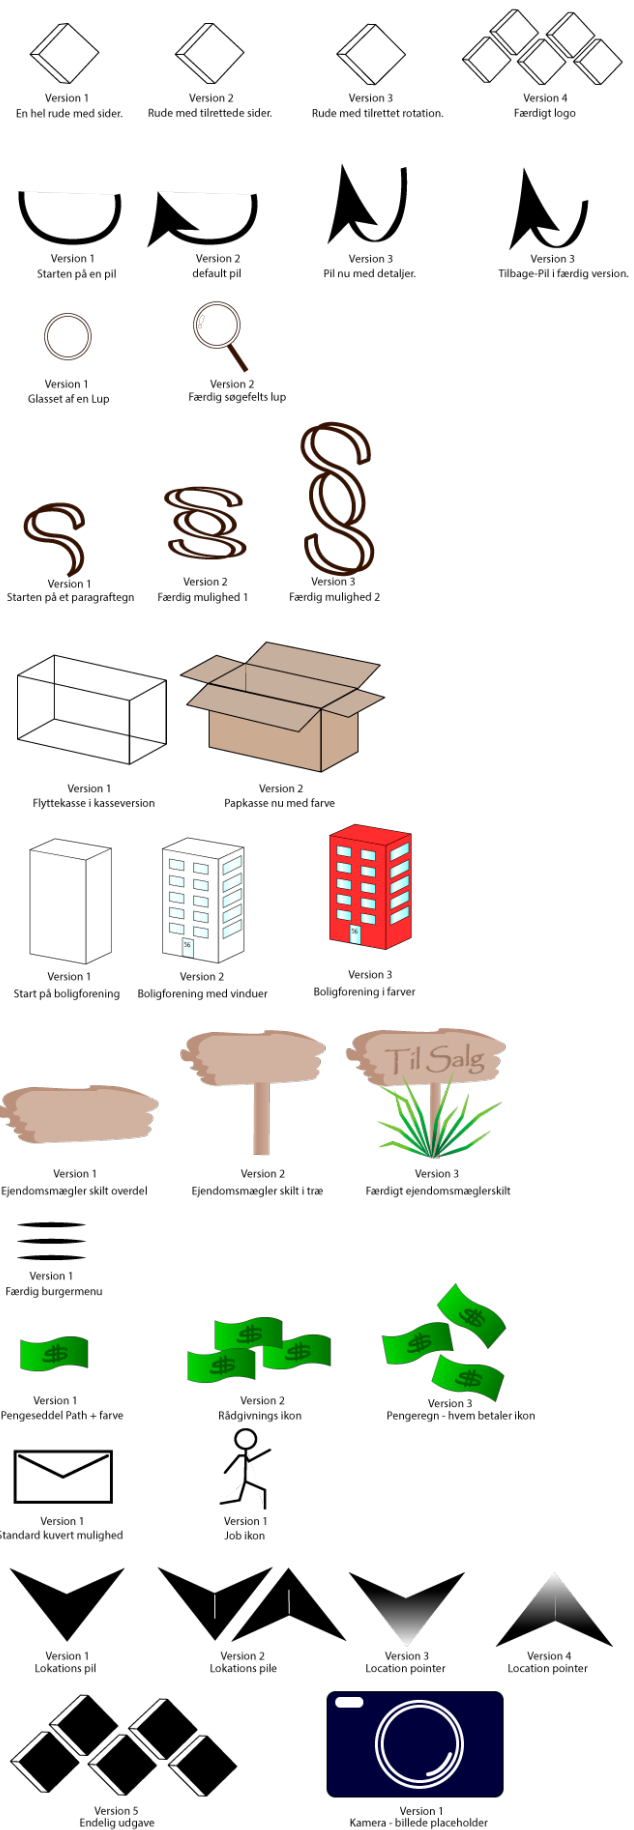 Version 1
En hel rude med sider.
Version 2
Rude med tilrettede sider.
Version 3
Rude med tilrettet rotation.
Version 4
Færdigt logo
Version 1
Starten på en pil
Version 2
default pil
Version 3
Pil nu med detaljer.
Version 3
Tilbage-Pil i færdig version.
Version 1
Glasset af en Lup
Version 2
Færdig søgefelts lup
Version 1
Starten på et paragraftegn
Version 2
Færdig mulighed 1
Version 3
Færdig mulighed 2
Version 1
Flyttekasse i kasseversion
Version 2
Papkasse nu med farve
56
56
Version 1
Start på boligforening
Version 2
Boligforening med vinduer
Version 3
Boligforening i farver
Til Salg
Version 1
Ejendomsmægler skilt overdel
Version 2
Ejendomsmægler skilt i træ
Version 3
Færdigt ejendomsmæglerskilt
Version 1
Færdig burgermenu
$
$
$
$
$
$
$
Version 1
Pengeseddel Path + farve
Version 2
Rådgivnings ikon
Version 3
Pengeregn - hvem betaler ikon
Version 1
Standard kuvert mulighed
Version 1
Job ikon
Version 1
Lokations pil
Version 2
Lokations pile
Version 3
Location pointer
Version 4
Location pointer
Version 5
Endelig udgave
Version 1
Kamera - billede placeholder